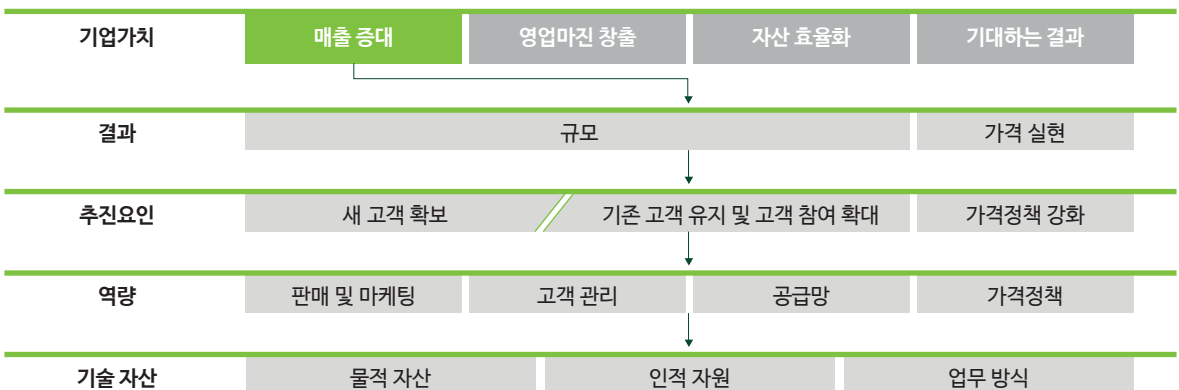 기업가치 매출 증대 영업마진 창출 자산 효율화 기대하는 결과
결과 규모 가격 실현
추진요인 새 고객 확보 기존 고객 유지 및 고객 참여 확대 가격정책 강화
역량 판매 및 마케팅 고객 관리 공급망 가격정책
기술 자산 물적 자산 인적 자원 업무 방식